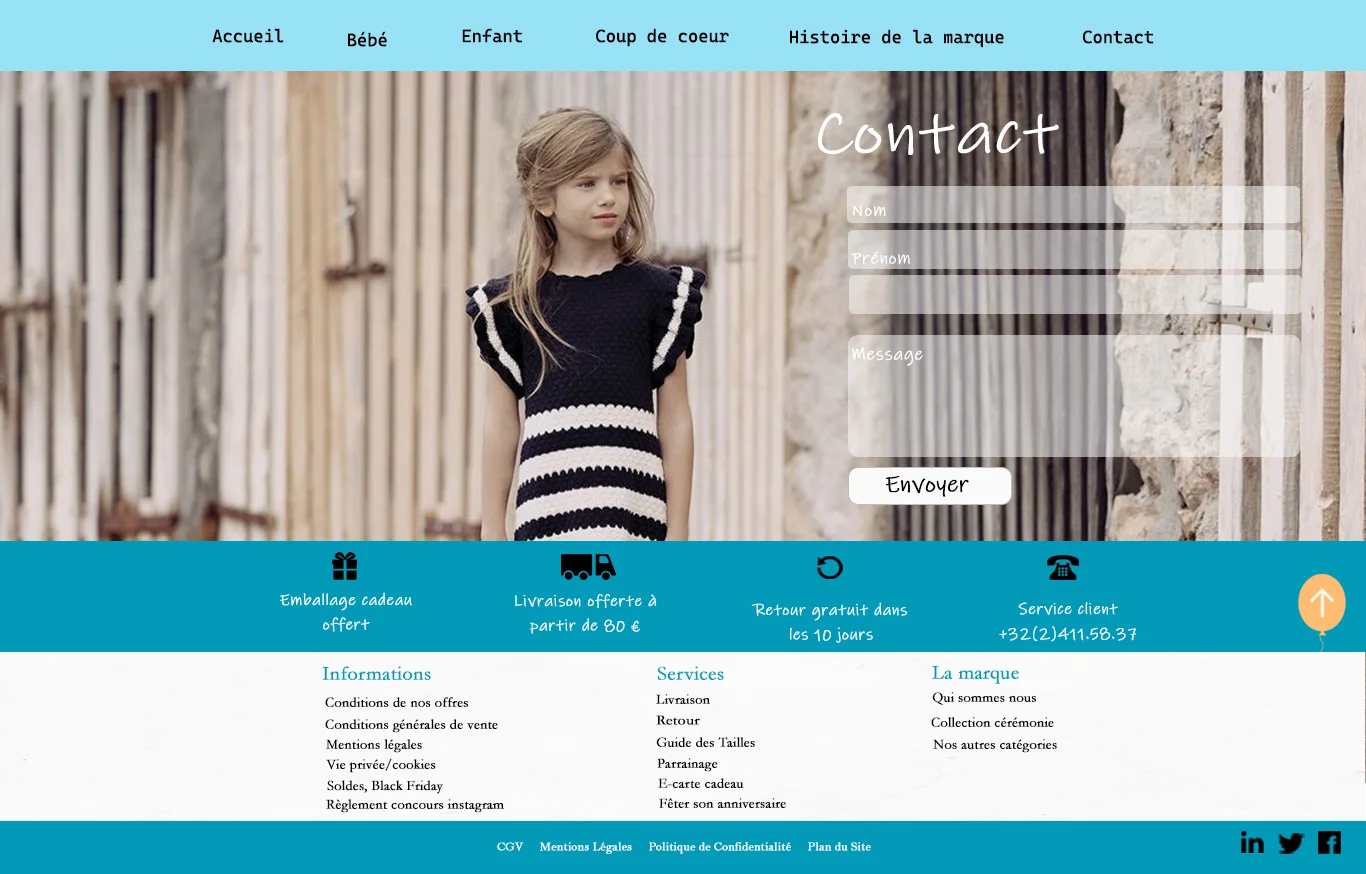 Accueil
Bébé
Enfant
Coup de coeur
Histoire de la marque
Contact
Contact
Nom
Prénom
Message
Envoyer
Emballage cadeau
offert
Livraison offerte à
partir de 80 €
Retour gratuit dans
les 10 jours
Service client
+32(2)411.58.37
Informations
Conditions de nos offres
Conditions générales de vente
Mentions légales
Vie privée/cookies
Soldes, Black Friday
Règlement concours instagram
Services
Livraison
Retour
Guide des Tailles
Parrainage
E-carte cadeau
Fêter son anniversaire
La marque
Qui sommes nous
Collection cérémonie
Nos autres catégories
CGV
Mentions Légales
Politique de Confidentialité
Plan du Site